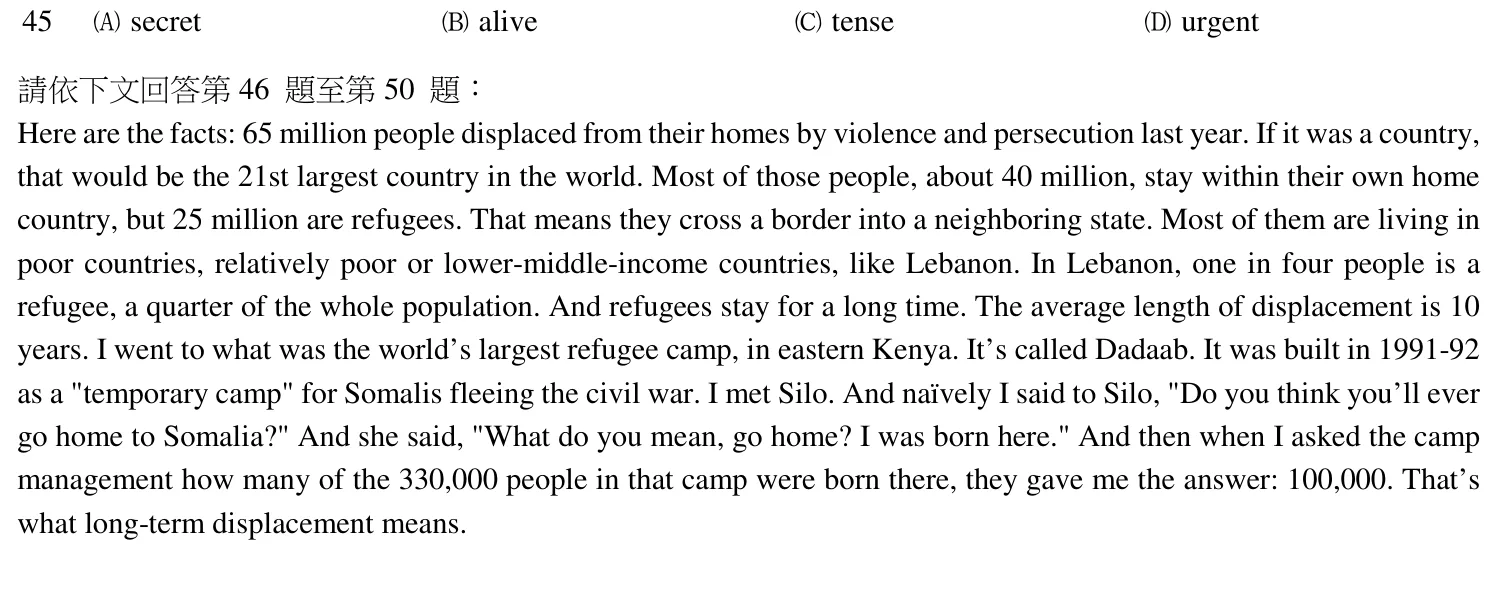 45 (A) secret (B) alive (C) tense (D) urgent
請依下文回答第 46 題至第 50 題：
Here are the facts: 65 million people displaced from their homes by violence and persecution last year. If it was a country,
that would be the 21st largest country in the world. Most of those people, about 40 million, stay within their own home
country, but 25 million are refugees. That means they cross a border into a neighboring state. Most of them are living in
poor countries, relatively poor or lower-middle-income countries, like Lebanon. In Lebanon, one in four people is a
refugee, a quarter of the whole population. And refugees stay for a long time. The average length of displacement is 10
years. I went to what was the world’s largest refugee camp, in eastern Kenya. It’s called Dadaab. It was built in 1991-92
as a "temporary camp" for Somalis fleeing the civil war. I met Silo. And naïvely I said to Silo, "Do you think you’ll ever
go home to Somalia?" And she said, "What do you mean, go home? I was born here." And then when I asked the camp
management how many of the 330,000 people in that camp were born there, they gave me the answer: 100,000. That’s
what long-term displacement means.